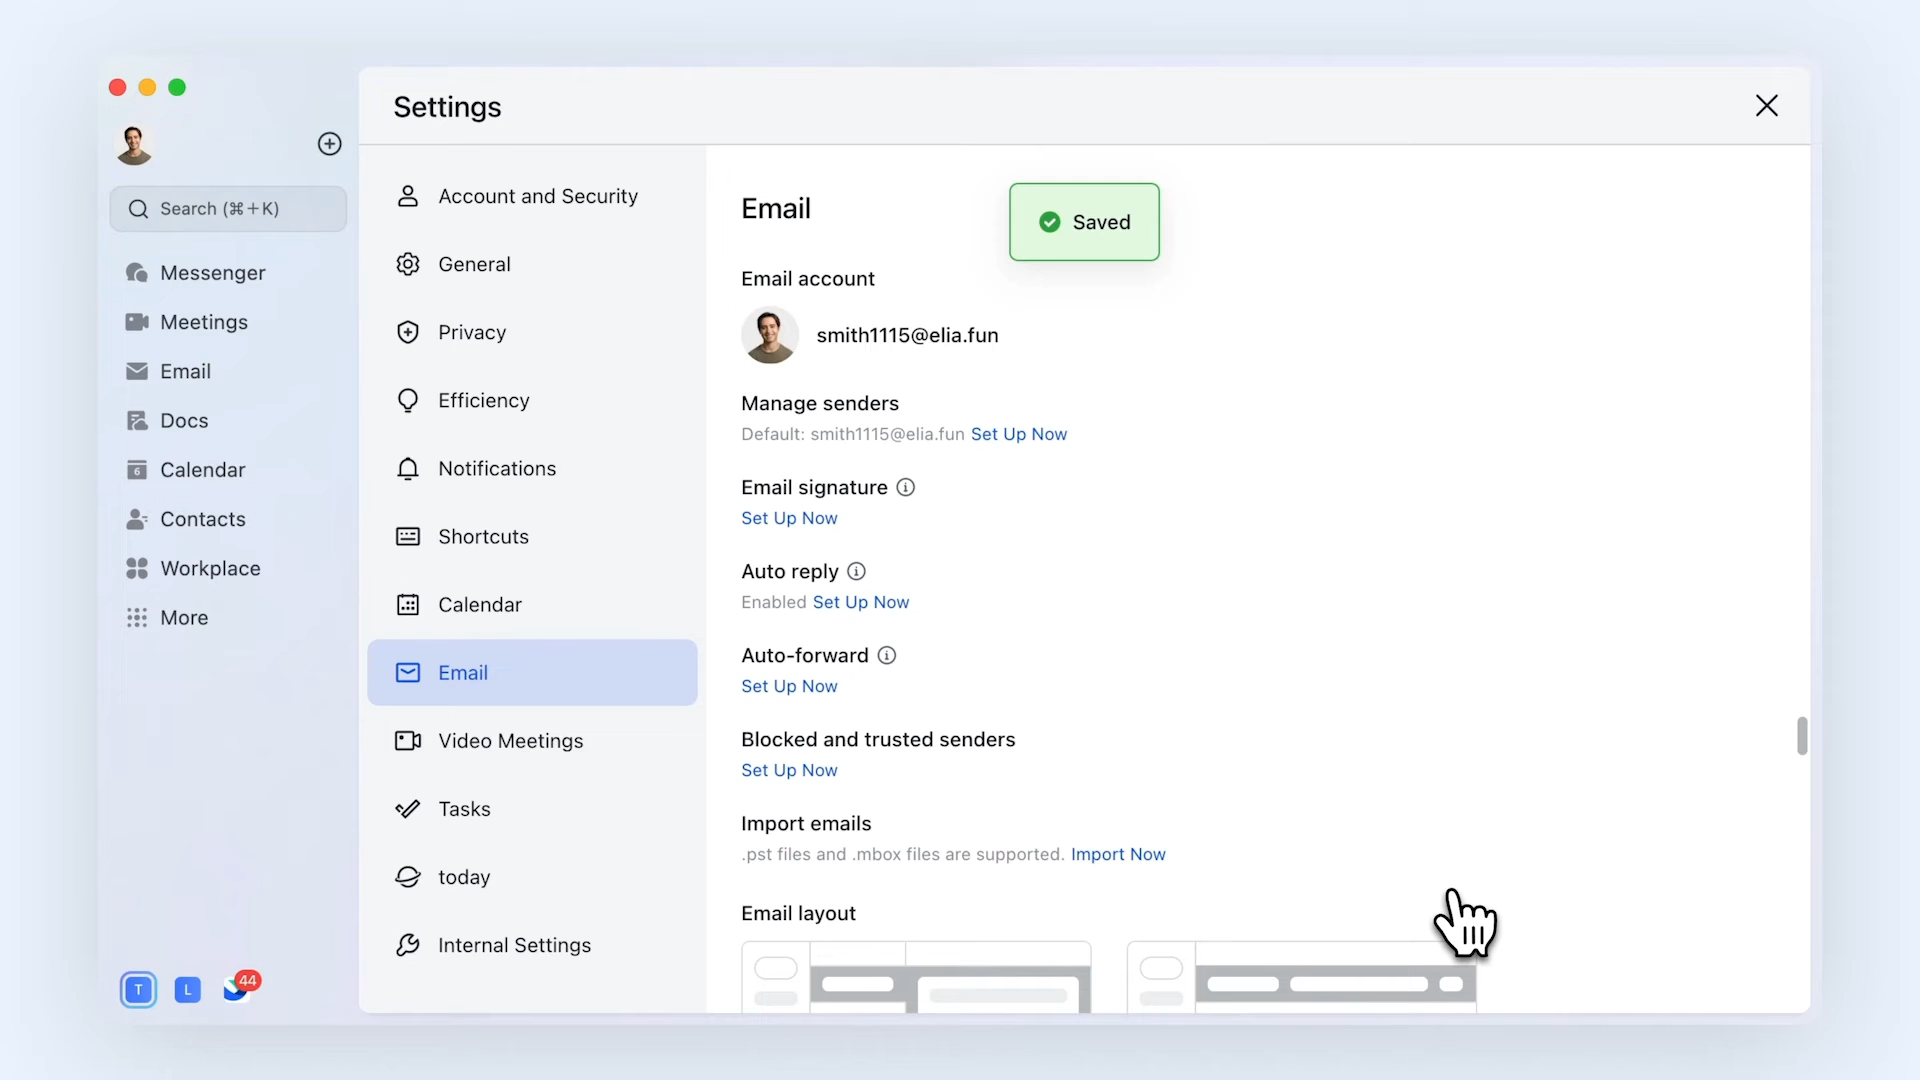 Settings
Search (⌘+K)
Messenger
Meetings
Email
Docs
6
Calendar
Contacts
Workplace
More
T
L
44
Account and Security
General
Privacy
Efficiency
Notifications
Shortcuts
Calendar
Email
Video Meetings
Tasks
today
Internal Settings
Email
Saved
Email account
smith1115@elia.fun
Manage senders
Default: smith1115@elia.fun Set Up Now
Email signature
Set Up Now
Auto reply
Enabled Set Up Now
Auto-forward
Set Up Now
Blocked and trusted senders
Set Up Now
Import emails
.pst files and .mbox files are supported. Import Now
Email layout